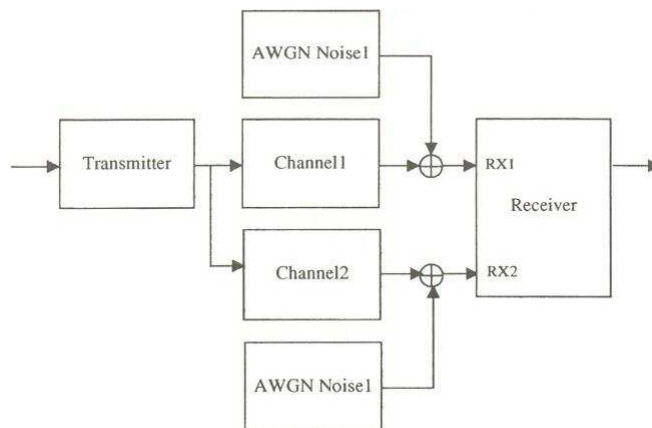 AWGN Noise1
Transmitter
Channel1
RX1
Receiver
Channel2
RX2
AWGN Noise1